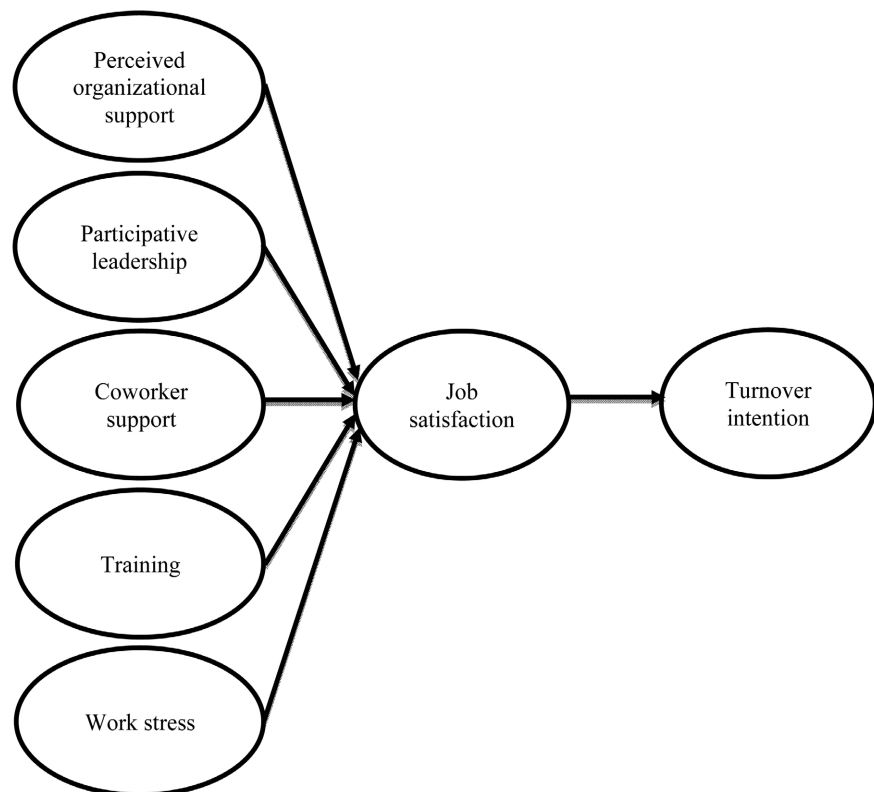 Perceived
organizational
support
Participative
leadership
Coworker
support
Training
Work stress
Job
satisfaction
Turnover
intention